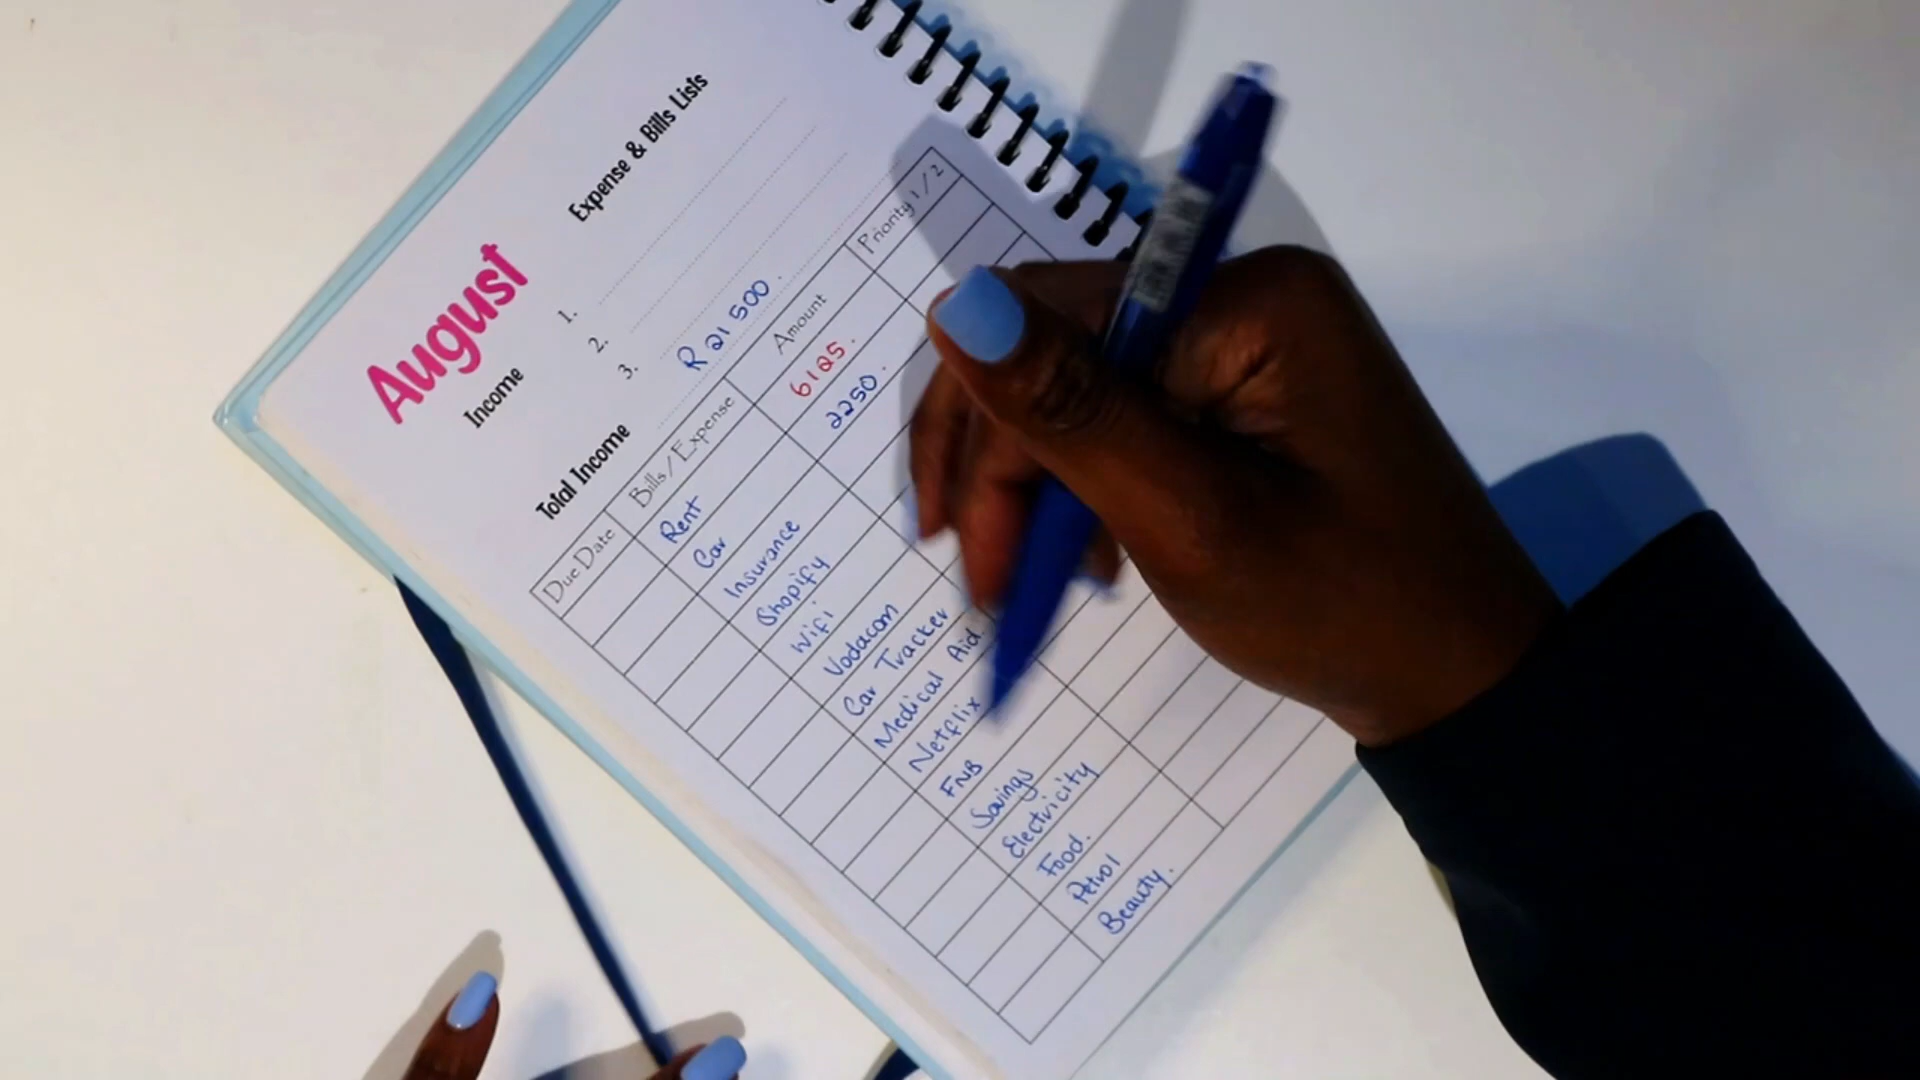 August
Income
Expense & Bills Lists
1.
2.
3.
Total Income R 21 500.
Due Date Bills / Expense Amount Priority 1 / 2
Rent 6125.
Car 2250.
Insurance
Shopify
Wifi
Vodacom
Car Tracker
Medical Aid.
Netflix
FNB
Savings
Electricity
Food.
Petrol
Beauty.